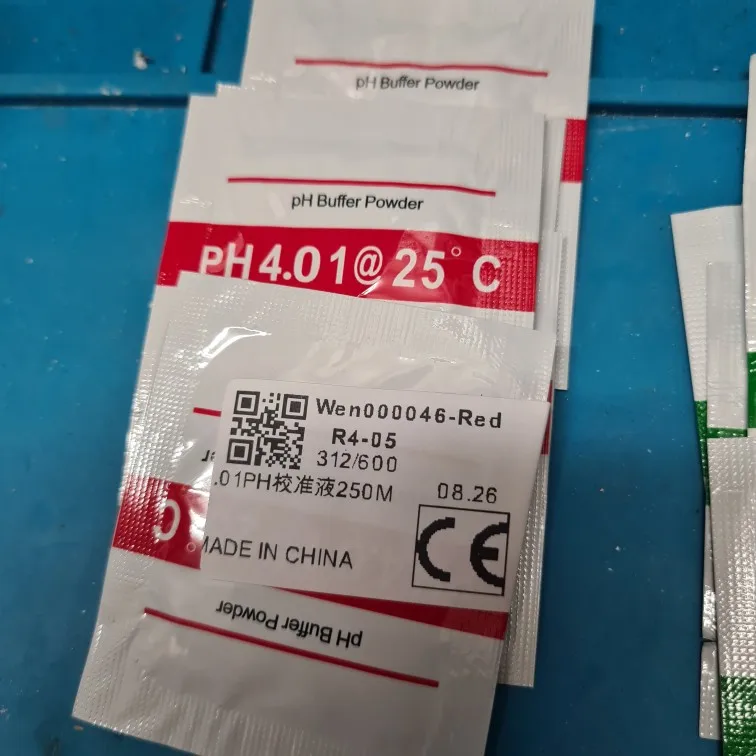 pH Buffer Powder
pH Buffer Powder
PH4.01@25°C
Wen000046-Red
R4-05
312/600
.01PH校准液250M
08.26
MADE IN CHINA
CE
pH Buffer Powder